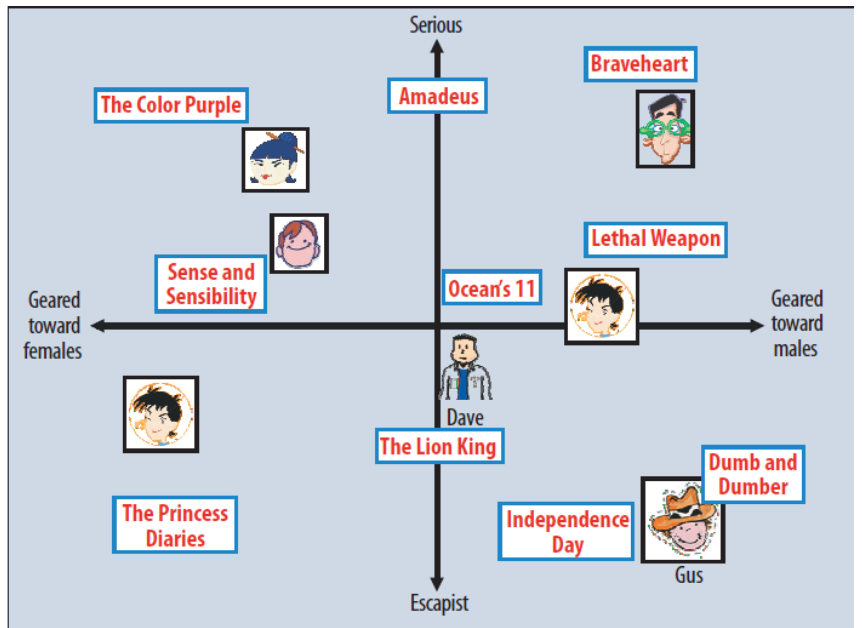 Serious
Braveheart
Amadeus
The Color Purple
Lethal Weapon
Sense and
Sensibility
Ocean's 11
Geared
toward
females
Geared
toward
males
Dave
The Lion King
Dumb and
Dumber
The Princess
Diaries
Independence
Day
Gus
Escapist